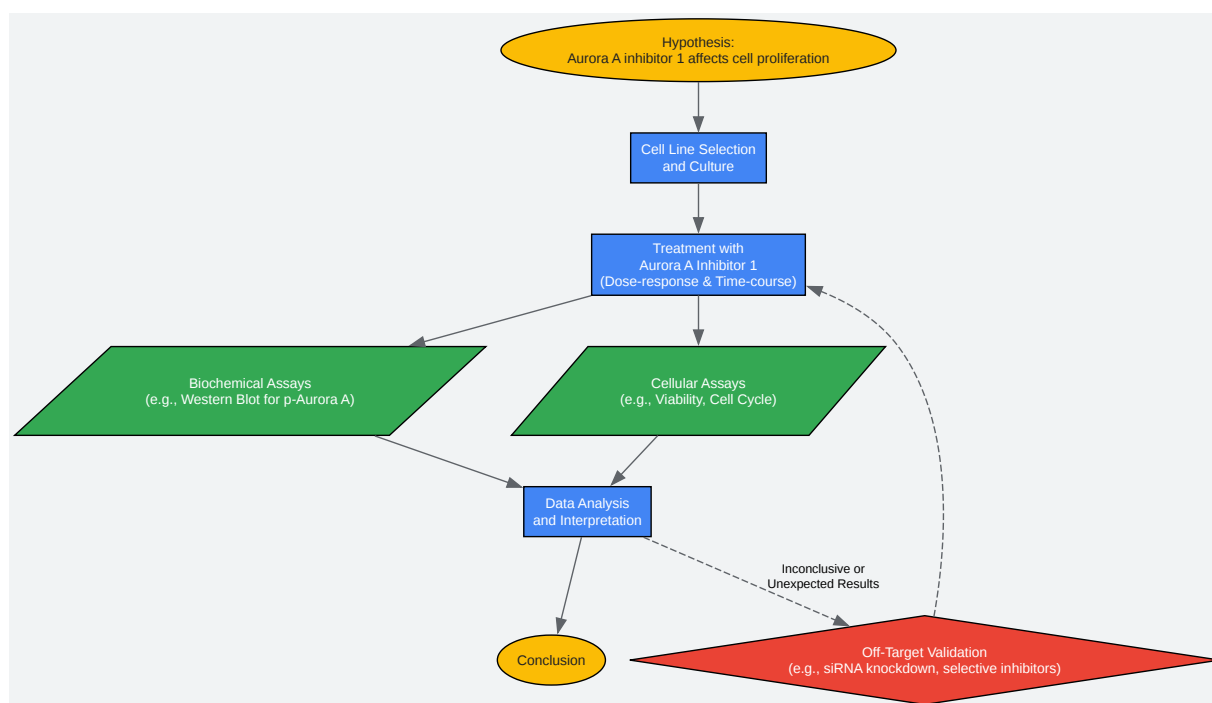 Hypothesis:
Aurora A inhibitor 1 affects cell proliferation
Cell Line Selection
and Culture
Treatment with
Aurora A Inhibitor 1
(Dose-response & Time-course)
Biochemical Assays
(e.g., Western Blot for p-Aurora A)
Cellular Assays
(e.g., Viability, Cell Cycle)
Data Analysis
and Interpretation
Inconclusive or
Unexpected Results
Conclusion
Off-Target Validation
(e.g., siRNA knockdown, selective inhibitors)